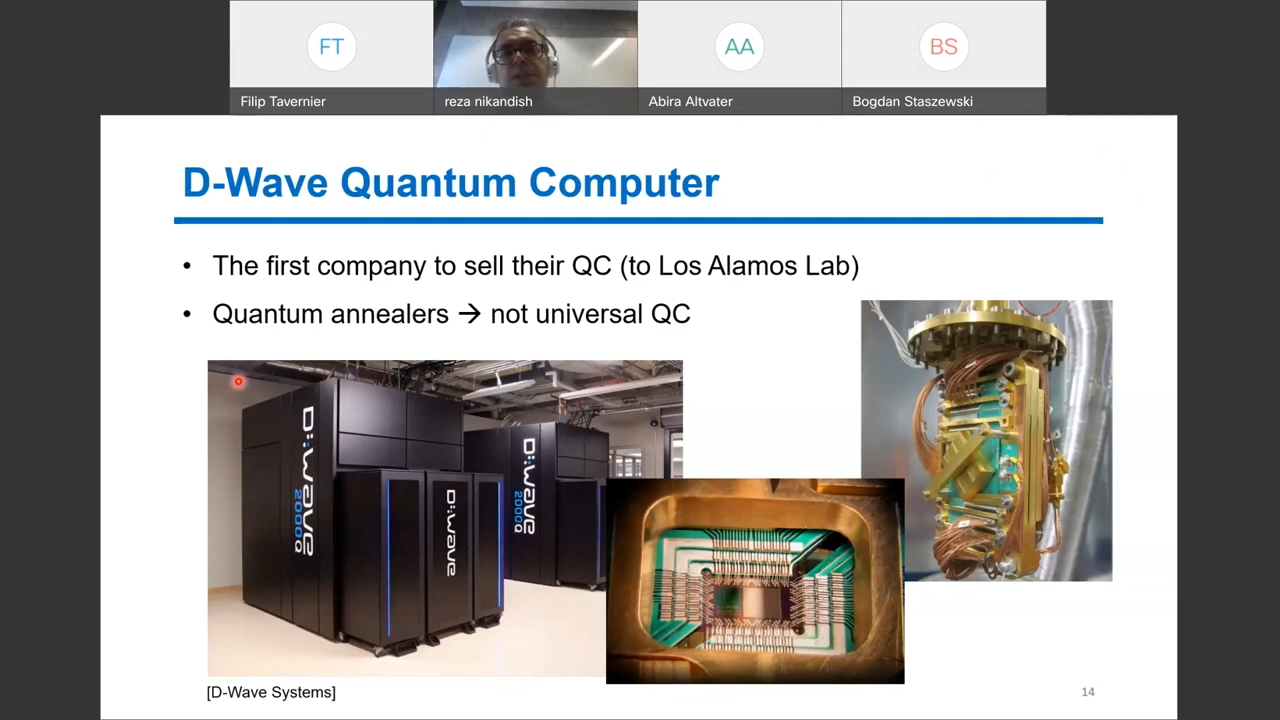 FT
AA
BS
Filip Tavernier
reza nikandish
Abira Altvater
Bogdan Staszewski
D-Wave Quantum Computer
• The first company to sell their QC (to Los Alamos Lab)
• Quantum annealers → not universal QC
D:wave
2000Q
D:wave
D:wave
2000Q
[D-Wave Systems]
14